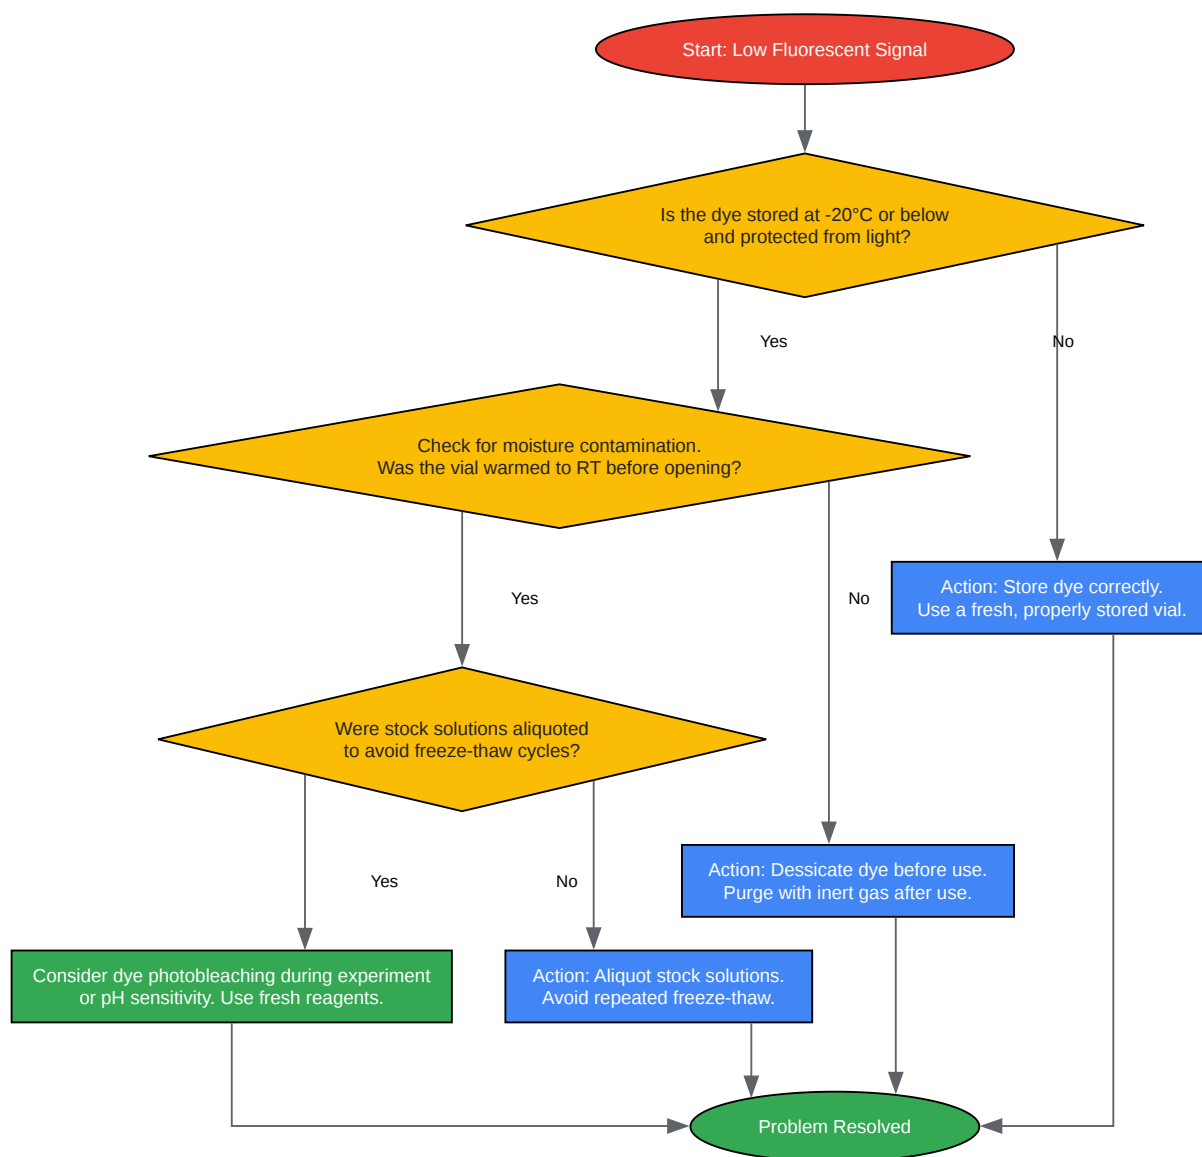 Start: Low Fluorescent Signal
Is the dye stored at -20°C or below
and protected from light?
Yes
No
Check for moisture contamination.
Was the vial warmed to RT before opening?
Yes
No
Action: Store dye correctly.
Use a fresh, properly stored vial.
Were stock solutions aliquoted
to avoid freeze-thaw cycles?
Yes
No
Action: Dessicate dye before use.
Purge with inert gas after use.
Consider dye photobleaching during experiment
or pH sensitivity. Use fresh reagents.
Action: Aliquot stock solutions.
Avoid repeated freeze-thaw.
Problem Resolved